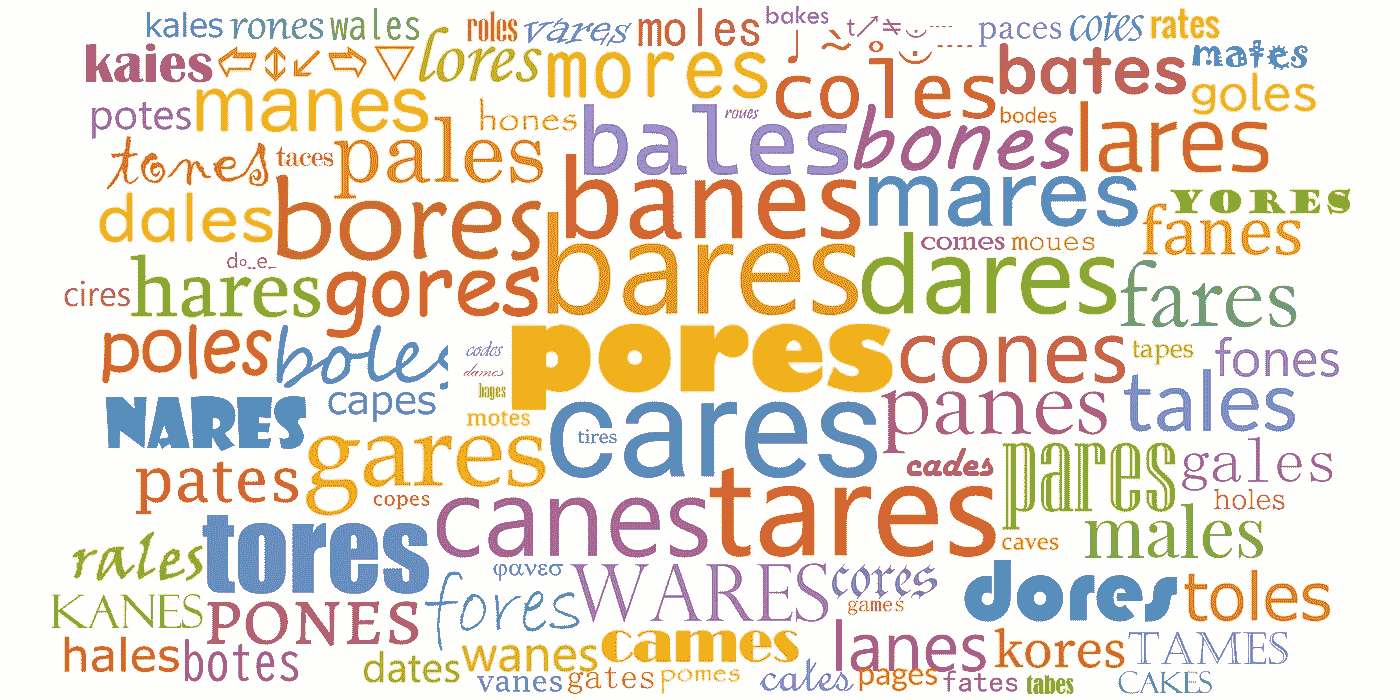 kales rones wales roles vares moles bakes paces cotes rates
kaies lores mores coles bates mates
potes manes hones bales roues bones bodes lares goles
tones taces pales banes mares YORES
dales bores bares dares comes moues fanes
cires hares do__e_ gores fares
poles boles codes pores cones tapes fones
dames
NARES capes motes cares tires panes tales
pates gares copes cades pares gales holes
rales tores canes tares caves males
KANES PONES fores φανεσ WARES cores games dores toles
hales botes dates wanes cames lanes kores TAMES
vanes gates pomes cates pages fates tabes CAKES